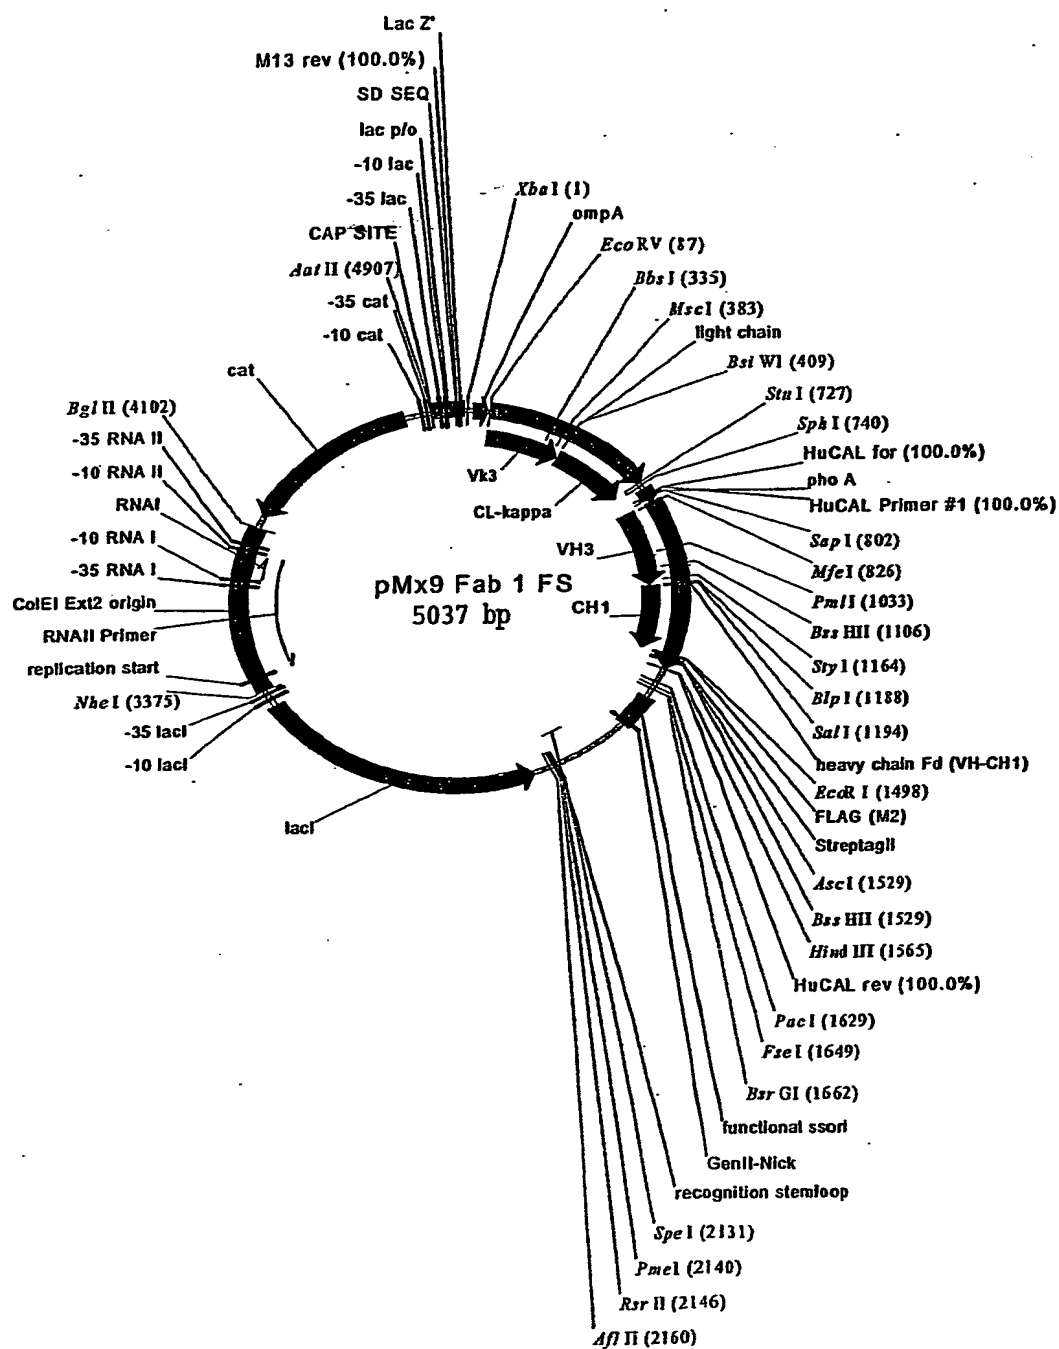 Lac Z'
M13 rev (100.0%)
SD SEQ
lac p/o
-10 lac
-35 lac
CAP SITE
Aat II (4907)
-35 cat
-10 cat
cat
Bgl II (4102)
-35 RNA II
-10 RNA II
RNAI
-10 RNA I
-35 RNA I
ColEI Ext2 origin
RNAII Primer
replication start
Nhe I (3375)
-35 lacI
-10 lacI
lacI
Xba I (1)
ompA
Eco RV (87)
Bbs I (335)
Msc I (383)
light chain
Bsi WI (409)
Stu I (727)
Sph I (740)
HuCAL for (100.0%)
pho A
HuCAL Primer #1 (100.0%)
Sap I (802)
Mfe I (826)
Pml I (1033)
Bss HII (1106)
Sty I (1164)
Blp I (1188)
Sal I (1194)
heavy chain Fd (VH-CH1)
EcoR I (1498)
FLAG (M2)
StreptagII
Asc I (1529)
Bss HII (1529)
Hind III (1565)
HuCAL rev (100.0%)
Pac I (1629)
Fse I (1649)
Bsr GI (1662)
functional ssori
GenII-Nick
recognition stemloop
Spe I (2131)
Pme I (2140)
Rsr II (2146)
Afl II (2160)
Vk3
CL-kappa
VH3
CH1
pMx9 Fab 1 FS
5037 bp